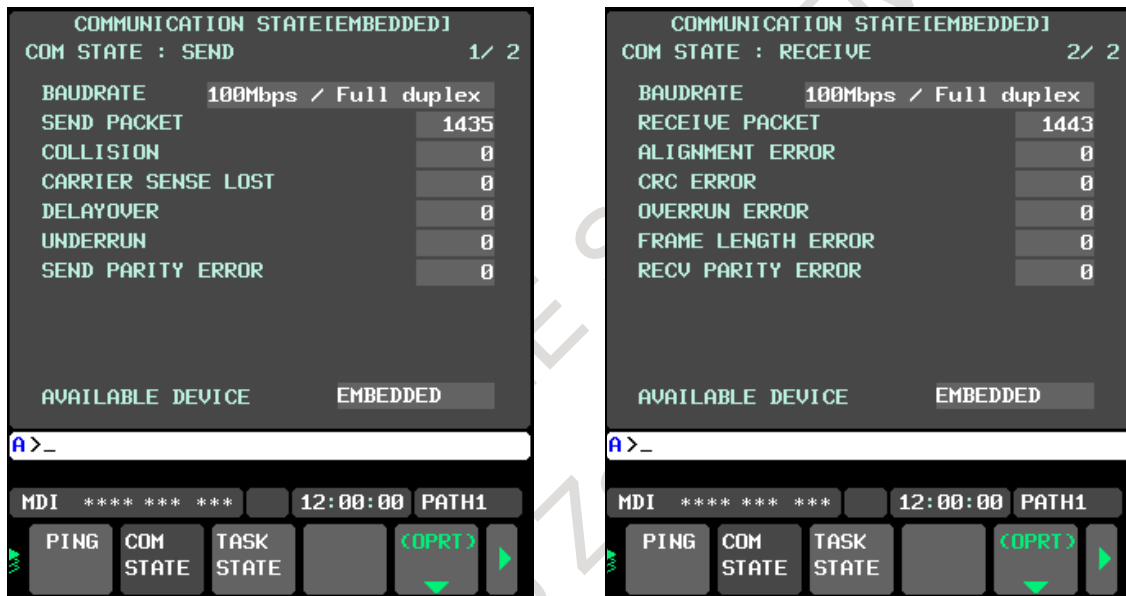 COMMUNICATION STATE[EMBEDDED]
COM STATE : SEND 1/ 2
BAUDRATE 100Mbps / Full duplex
SEND PACKET 1435
COLLISION 0
CARRIER SENSE LOST 0
DELAYOVER 0
UNDERRUN 0
SEND PARITY ERROR 0
AVAILABLE DEVICE EMBEDDED
A>_
MDI **** *** *** 12:00:00 PATH1
PING COM STATE TASK STATE (OPRT)
COMMUNICATION STATE[EMBEDDED]
COM STATE : RECEIVE 2/ 2
BAUDRATE 100Mbps / Full duplex
RECEIVE PACKET 1443
ALIGNMENT ERROR 0
CRC ERROR 0
OVERRUN ERROR 0
FRAME LENGTH ERROR 0
RECV PARITY ERROR 0
AVAILABLE DEVICE EMBEDDED
A>_
MDI **** *** *** 12:00:00 PATH1
PING COM STATE TASK STATE (OPRT)